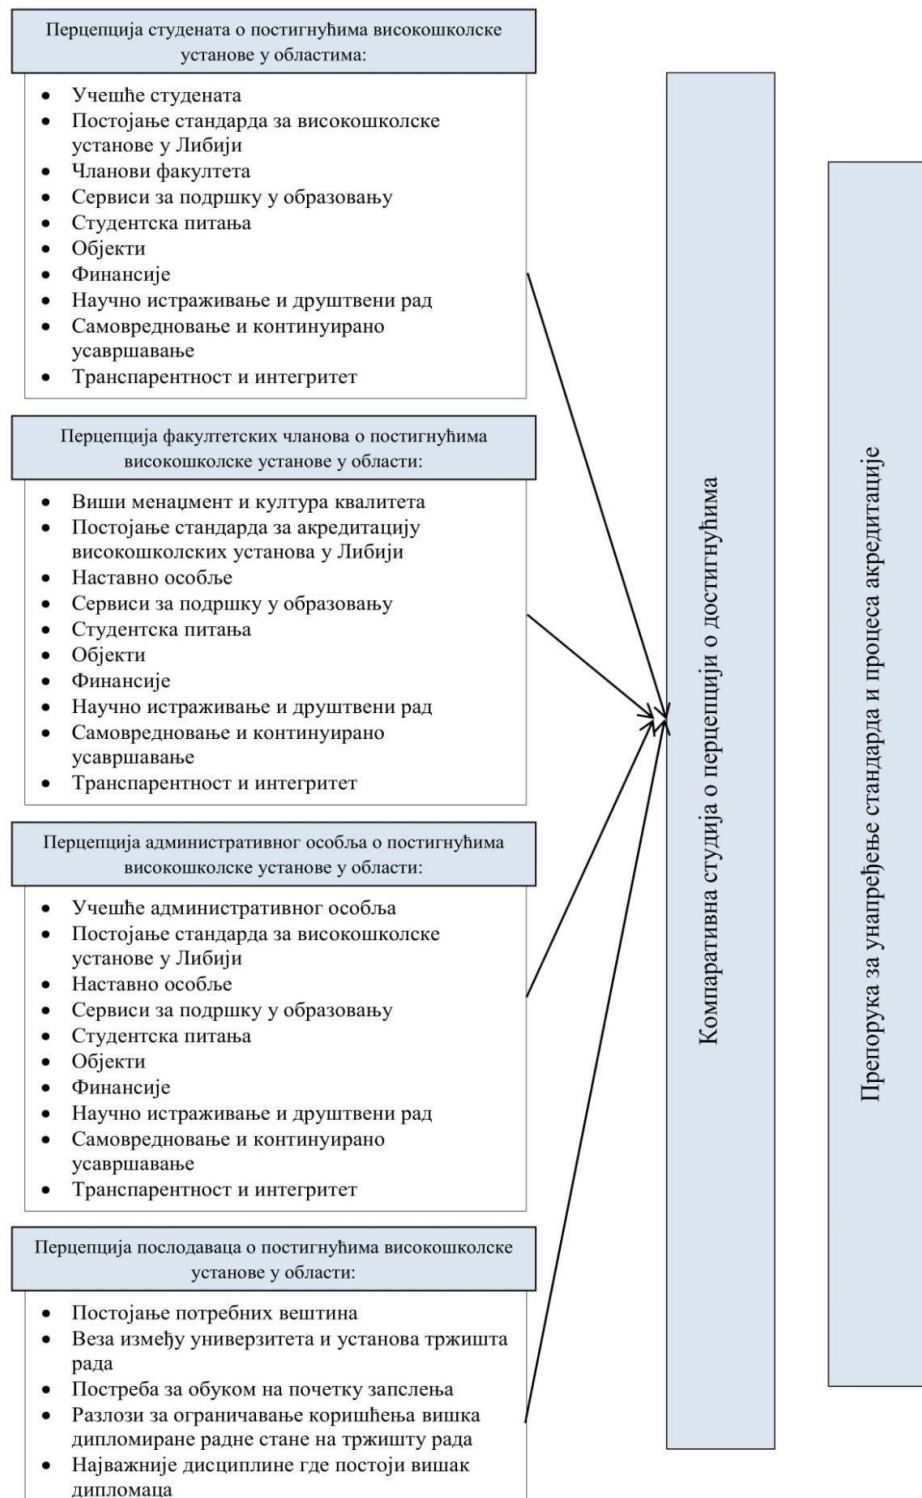 Перцепција студената о постигнућима високошколске
установе у областима:
• Учешће студената
• Постојање стандарда за високошколске
установе у Либији
• Чланови факултета
• Сервиси за подршку у образовању
• Студентска питања
• Објекти
• Финансије
• Научно истраживање и друштвени рад
• Самовредновање и континуирано
усавршавање
• Транспарентност и интегритет
Перцепција факултетских чланова о постигнућима
високошколске установе у области:
• Виши менаџмент и култура квалитета
• Постојање стандарда за акредитацију
високошколских установа у Либији
• Наставно особље
• Сервиси за подршку у образовању
• Студентска питања
• Објекти
• Финансије
• Научно истраживање и друштвени рад
• Самовредновање и континуирано
усавршавање
• Транспарентност и интегритет
Перцепција административног особља о постигнућима
високошколске установе у области:
• Учешће административног особља
• Постојање стандарда за високошколске
установе у Либији
• Наставно особље
• Сервиси за подршку у образовању
• Студентска питања
• Објекти
• Финансије
• Научно истраживање и друштвени рад
• Самовредновање и континуирано
усавршавање
• Транспарентност и интегритет
Перцепција послодаваца о постигнућима високошколске
установе у области:
• Постојање потребних вештина
• Веза између универзитета и установа тржишта
рада
• Постреба за обуком на почетку запслења
• Разлози за ограничавање коришћења вишка
дипломиране радне стане на тржишту рада
• Најважније дисциплине где постоји вишак
дипломаца
Компаративна студија о перцепцији о достигнућима
Препорука за унапређење стандарда и процеса акредитације